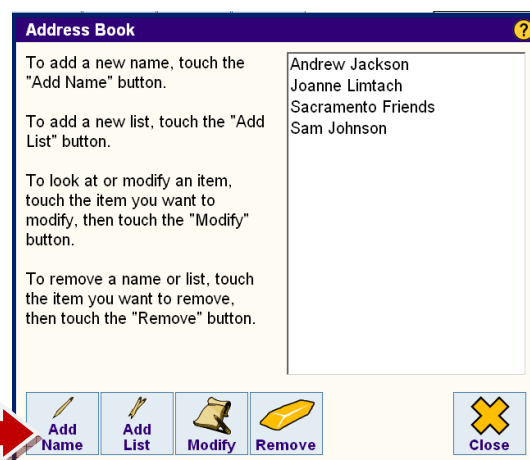 Address Book
?
To add a new name, touch the
"Add Name" button.
To add a new list, touch the "Add
List" button.
To look at or modify an item,
touch the item you want to
modify, then touch the "Modify"
button.
To remove a name or list, touch
the item you want to remove,
then touch the "Remove" button.
Andrew Jackson
Joanne Limtach
Sacramento Friends
Sam Johnson
Add
Name
Add
List
Modify
Remove
Close